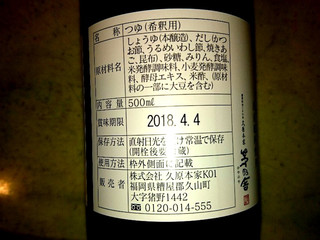 名 称 つゆ(希釈用)
原材料名 しょうゆ(本醸造)、だし(かつ
お節、うるめいわし節、焼きあ
ご、昆布)、砂糖、みりん、食塩、
米発酵調味料、小麦発酵調味
料、酵母エキス、米酢、(原材
料の一部に大豆を含む)
内 容 量 500mℓ
賞味期限 2018.4.4
保存方法 直射日光を け常温で保存
(開栓後要 蔵)
使用方法 枠外側面に記載
販 売 者 株式会社 久原本家K01
福岡県糟屋郡久山町
大字猪野1442
0120-014-555
久原本家
茅乃舎